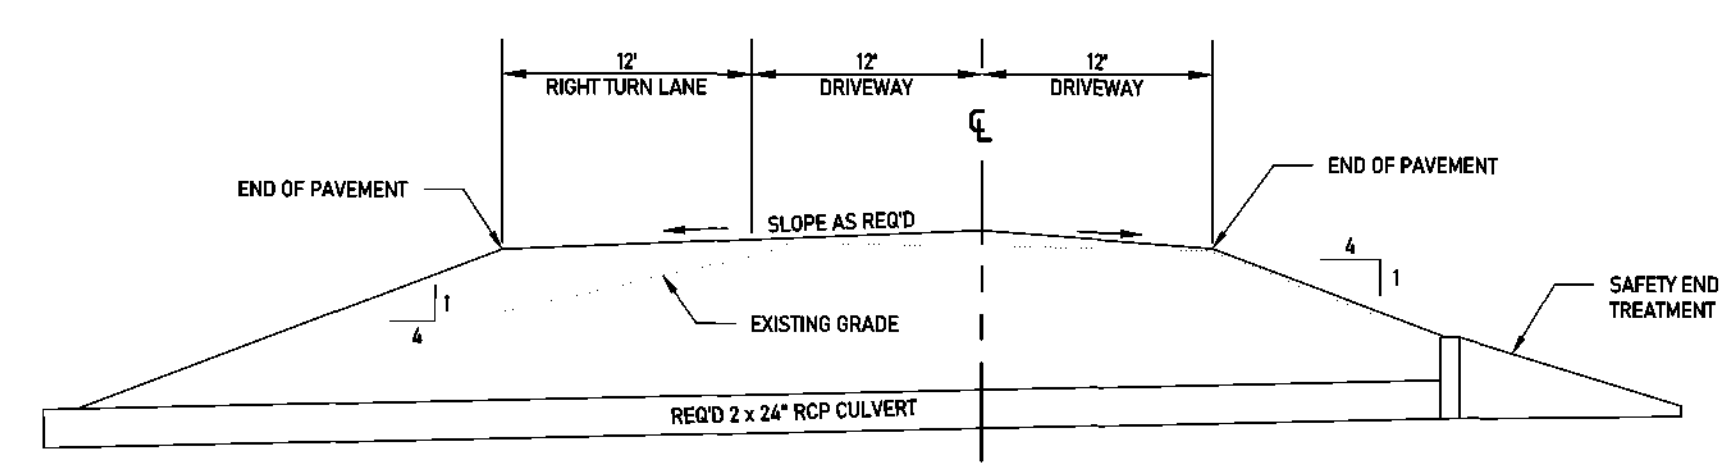 12'
RIGHT TURN LANE
12'
DRIVEWAY
12'
DRIVEWAY
CL
END OF PAVEMENT
END OF PAVEMENT
SLOPE AS REQ'D
4
1
1
4
EXISTING GRADE
SAFETY END
TREATMENT
REQ'D 2 x 24" RCP CULVERT